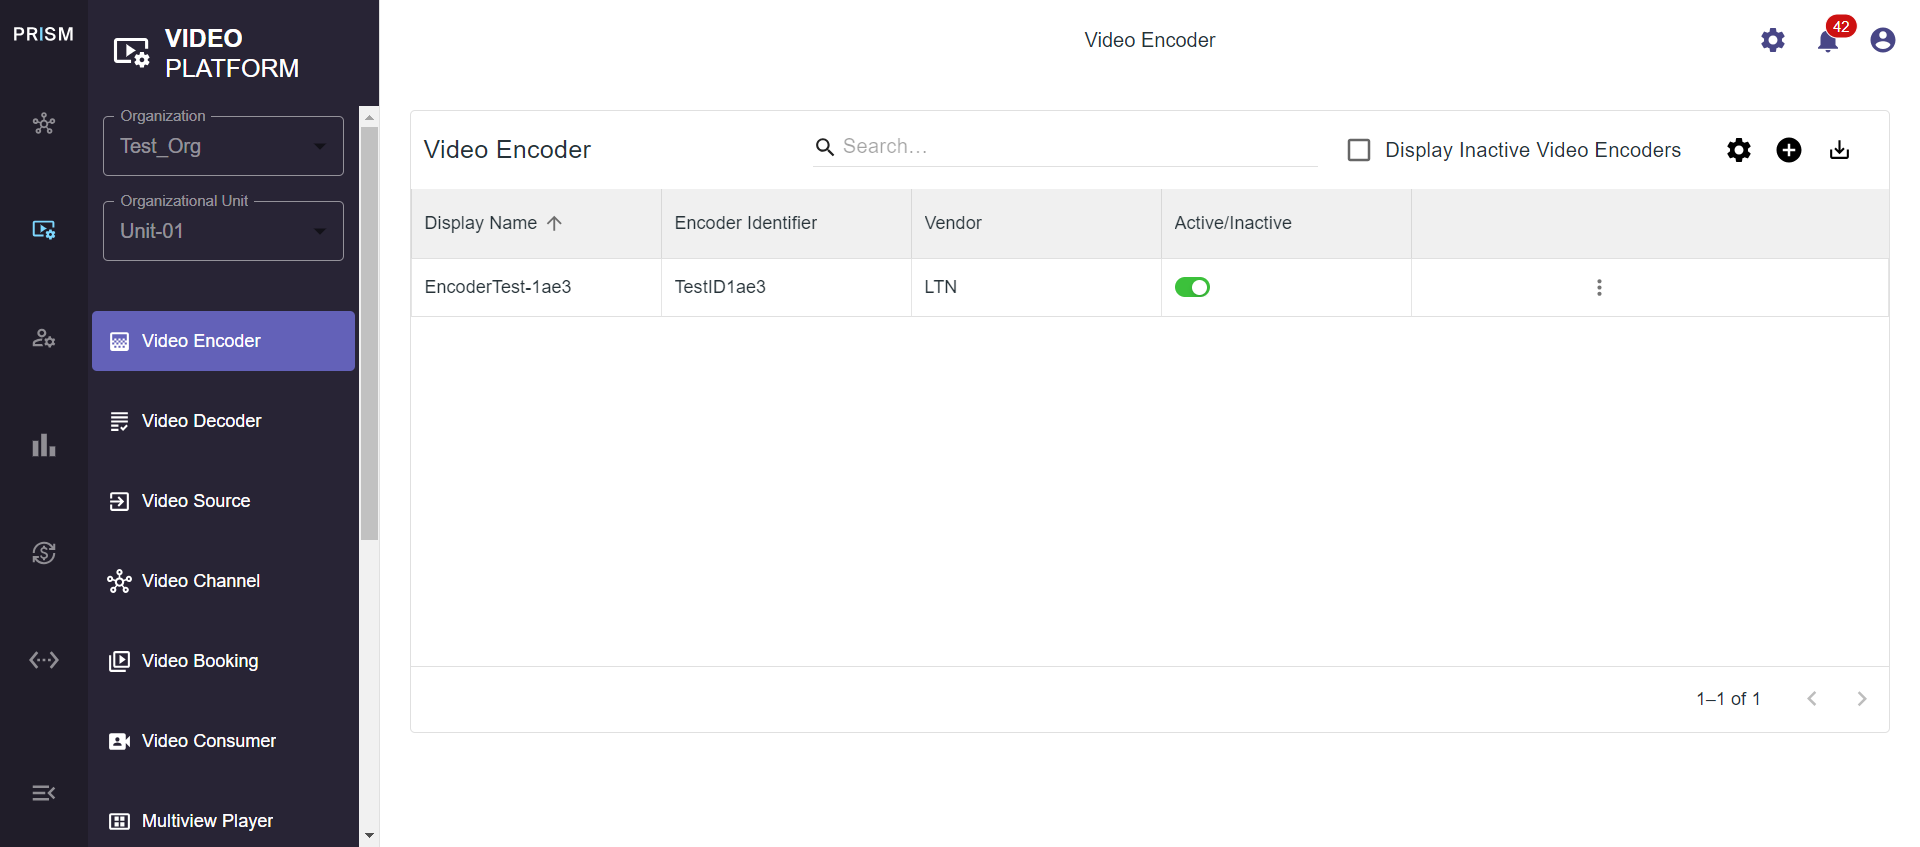 PRISM
VIDEO
PLATFORM
Organization
Test_Org
Organizational Unit
Unit-01
Video Encoder
Video Decoder
Video Source
Video Channel
Video Booking
Video Consumer
Multiview Player
Video Encoder
42
Video Encoder
Search...
Display Inactive Video Encoders
Display Name
Encoder Identifier
Vendor
Active/Inactive
EncoderTest-1ae3
TestID1ae3
LTN
1–1 of 1